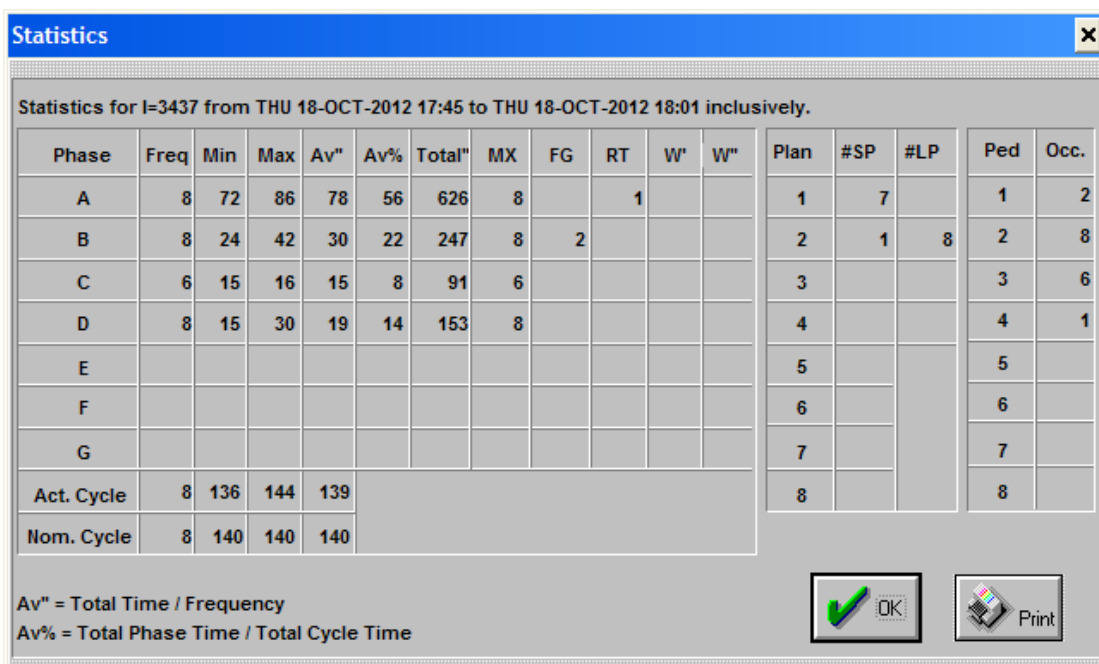 Statistics
Statistics for I=3437 from THU 18-OCT-2012 17:45 to THU 18-OCT-2012 18:01 inclusively.
Phase Freq Min Max Av" Av% Total" MX FG RT W' W" Plan #SP #LP Ped Occ.
A 8 72 86 78 56 626 8 1 1 7 1 2
B 8 24 42 30 22 247 8 2 2 1 8 2 8
C 6 15 16 15 8 91 6 3 3 6
D 8 15 30 19 14 153 8 4 4 1
E 5 5
F 6 6
G 7 7
Act. Cycle 8 136 144 139 8 8
Nom. Cycle 8 140 140 140
Av" = Total Time / Frequency
Av% = Total Phase Time / Total Cycle Time
OK
Print